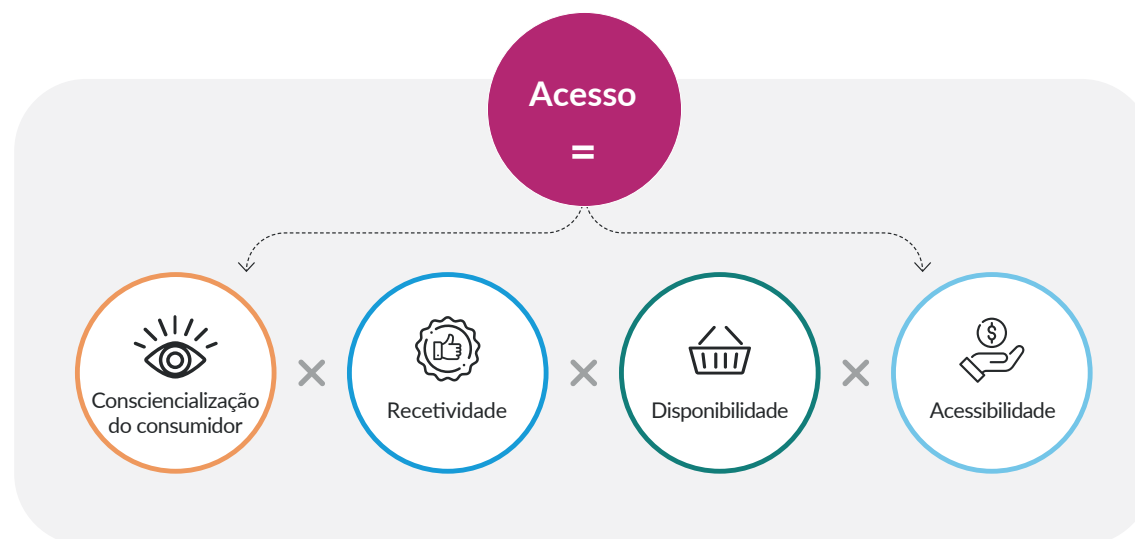 Acesso
=
Consciencialização
do consumidor
×
Recetividade
×
Disponibilidade
×
Acessibilidade